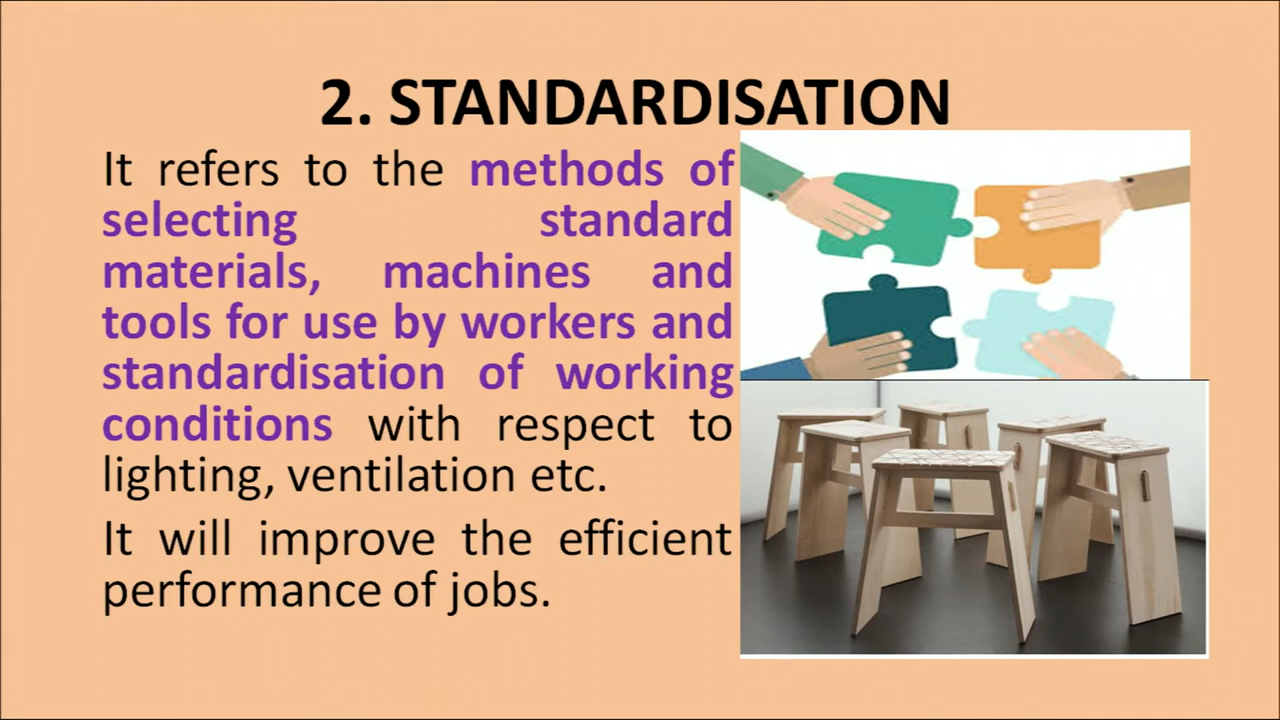 2. STANDARDISATION
It refers to the methods of
selecting standard
materials, machines and
tools for use by workers and
standardisation of working
conditions with respect to
lighting, ventilation etc.
It will improve the efficient
performance of jobs.